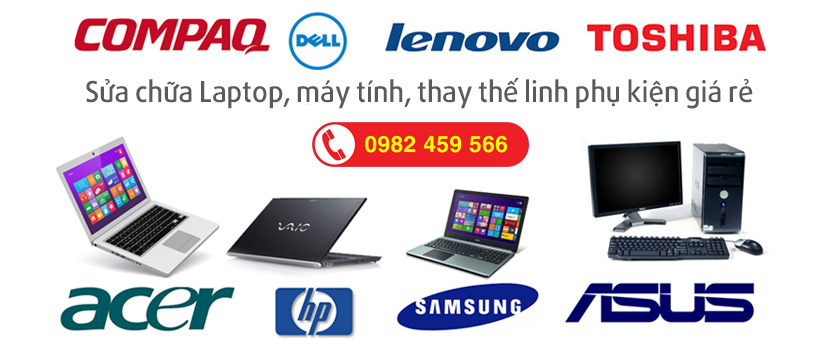 COMPAQ DELL lenovo TOSHIBA
Sửa chữa Laptop, máy tính, thay thế linh phụ kiện giá rẻ
0982 459 566
VAIO
acer hp SAMSUNG ASUS